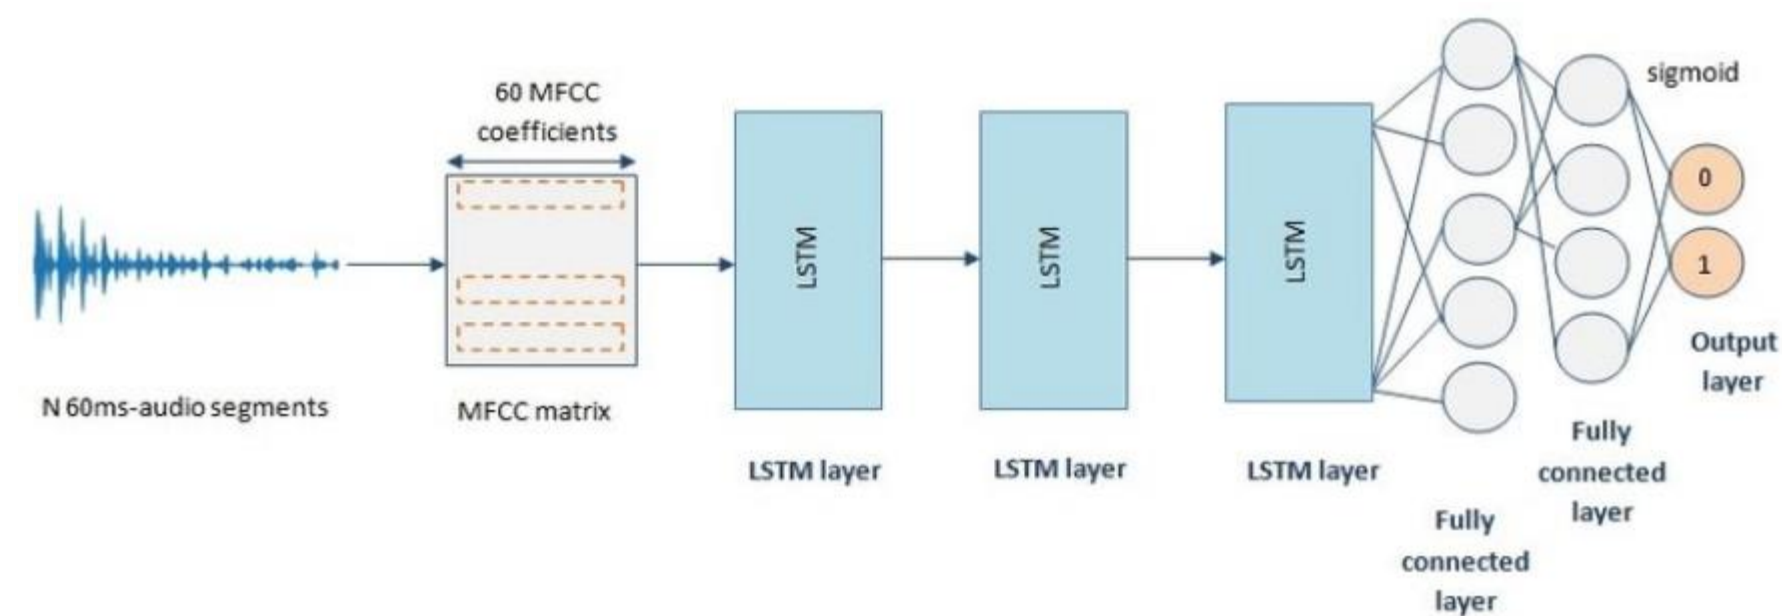 60 MFCC
coefficients
N 60ms-audio segments
MFCC matrix
LSTM
LSTM layer
LSTM
LSTM layer
LSTM
LSTM layer
Fully
connected
layer
Fully
connected
layer
sigmoid
0
1
Output
layer